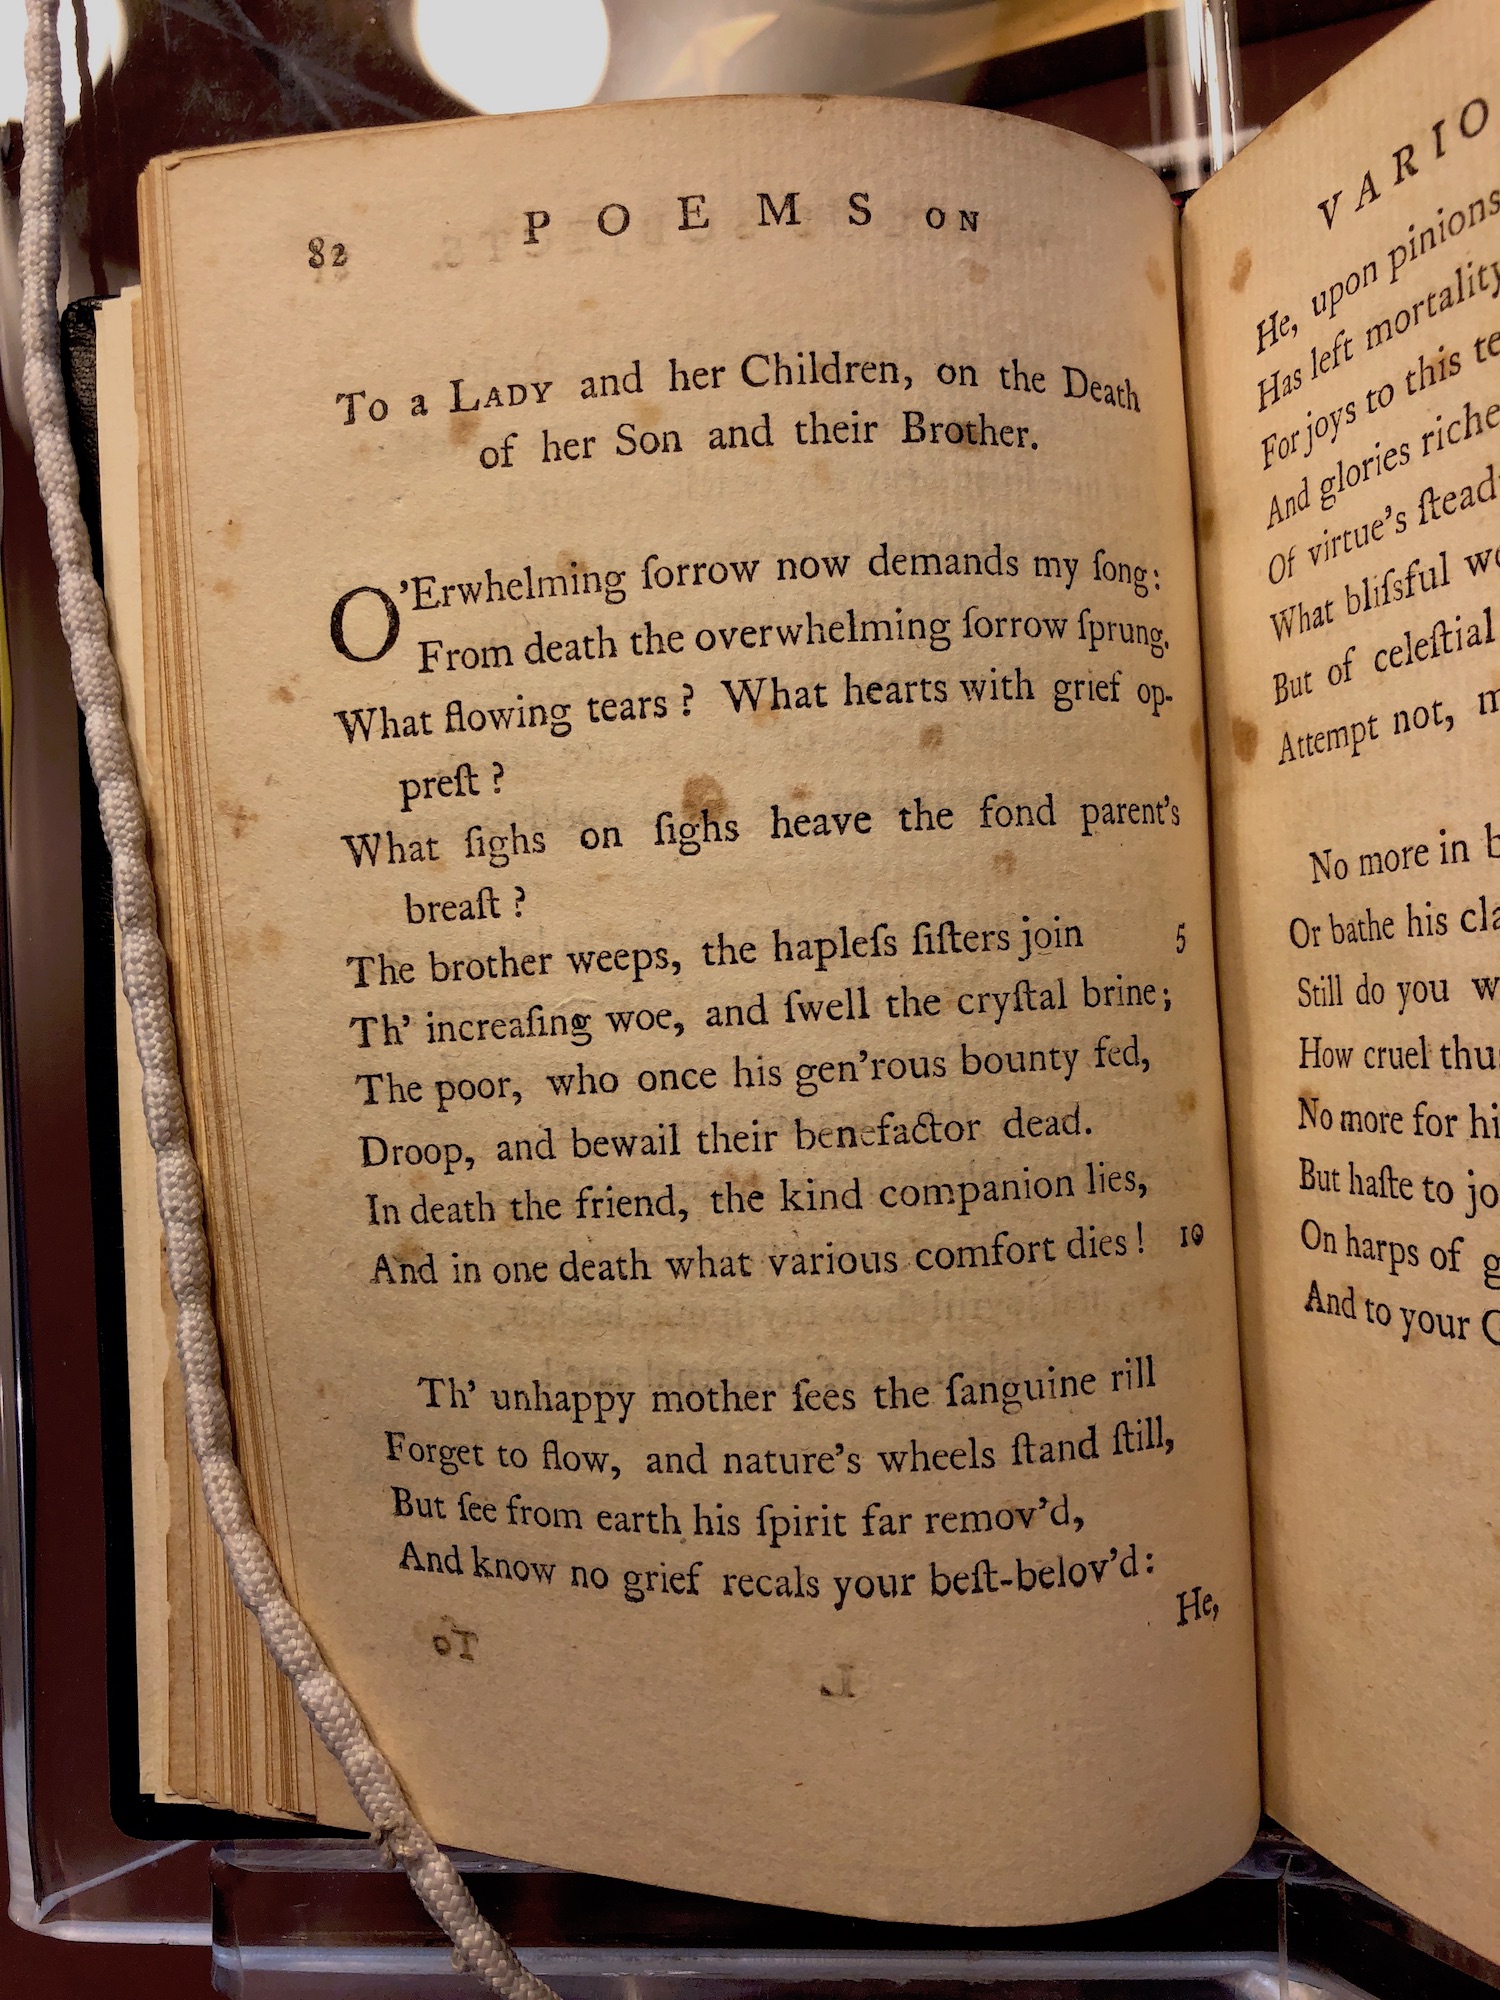 82 POEMS ON
To a LADY and her Children, on the Death
of her Son and their Brother.
O'Erwhelming ſorrow now demands my ſong:
From death the overwhelming ſorrow ſprung.
What flowing tears? What hearts with grief op-
preſt?
What ſighs on ſighs heave the fond parent's
breaſt?
The brother weeps, the hapleſs ſiſters join 5
Th' increaſing woe, and ſwell the cryſtal brine;
The poor, who once his gen'rous bounty fed,
Droop, and bewail their benefactor dead.
In death the friend, the kind companion lies,
And in one death what various comfort dies! 10
Th' unhappy mother ſees the ſanguine rill
Forget to flow, and nature's wheels ſtand ſtill,
But ſee from earth his ſpirit far remov'd,
And know no grief recals your beſt-belov'd:
He,
VARIO
He, upon pinions
Has left mortality
For joys to this te
And glories riche
Of virtue's ſtead
What bliſsful wo
But of celeſtial
Attempt not, m
No more in b
Or bathe his cla
Still do you w
How cruel thus
No more for hi
But haſte to jo
On harps of g
And to your